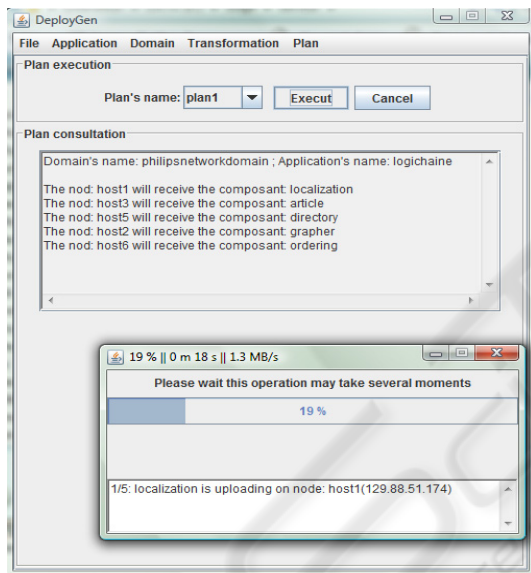 DeployGen
File Application Domain Transformation Plan
Plan execution
Plan's name: plan1 Execut Cancel
Plan consultation
Domain's name: philipsnetworkdomain ; Application's name: logichaine
The nod: host1 will receive the composant: localization
The nod: host3 will receive the composant: article
The nod: host5 will receive the composant: directory
The nod: host2 will receive the composant: grapher
The nod: host6 will receive the composant: ordering
19 % || 0 m 18 s || 1.3 MB/s
Please wait this operation may take several moments
19 %
1/5: localization is uploading on node: host1(129.88.51.174)